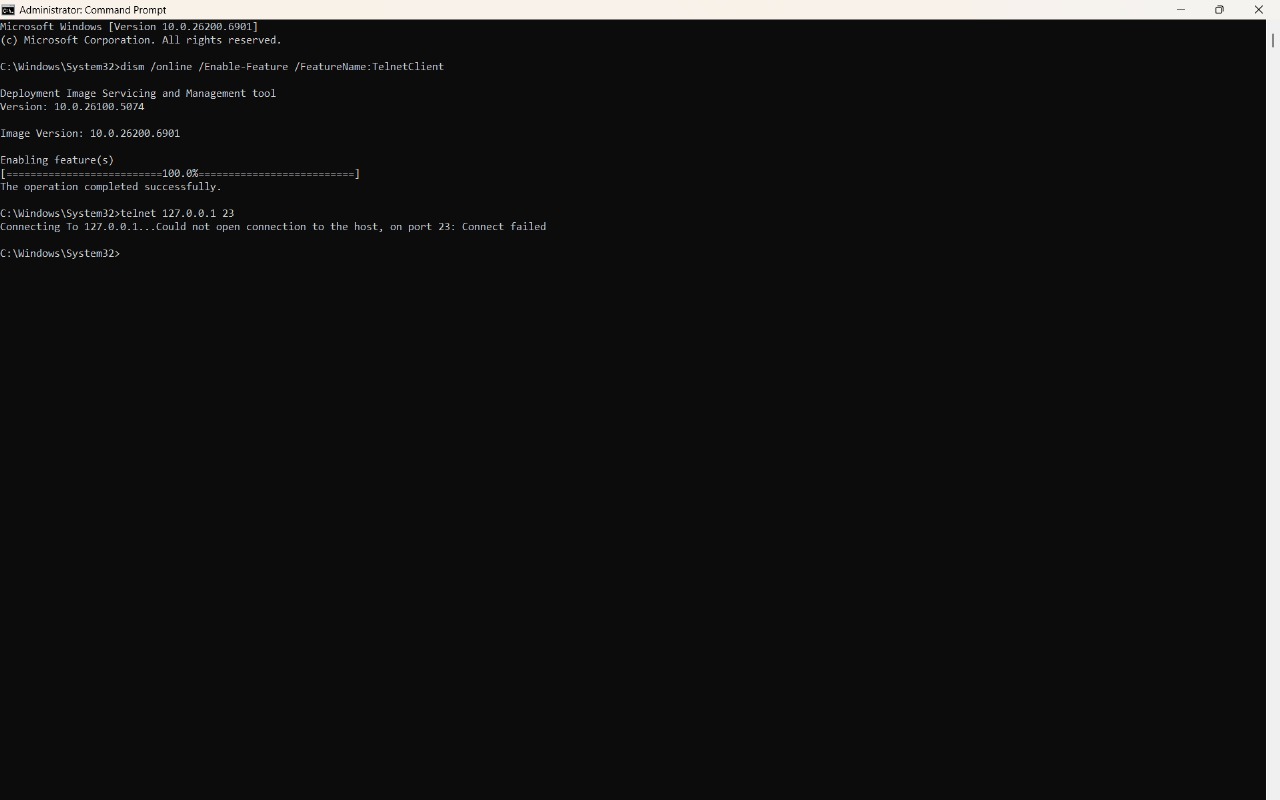 Administrator: Command Prompt
Microsoft Windows [Version 10.0.26200.6901]
(c) Microsoft Corporation. All rights reserved.
C:\Windows\System32>dism /online /Enable-Feature /FeatureName:TelnetClient
Deployment Image Servicing and Management tool
Version: 10.0.26100.5074
Image Version: 10.0.26200.6901
Enabling feature(s)
[==========================100.0%==========================]
The operation completed successfully.
C:\Windows\System32>telnet 127.0.0.1 23
Connecting To 127.0.0.1...Could not open connection to the host, on port 23: Connect failed
C:\Windows\System32>